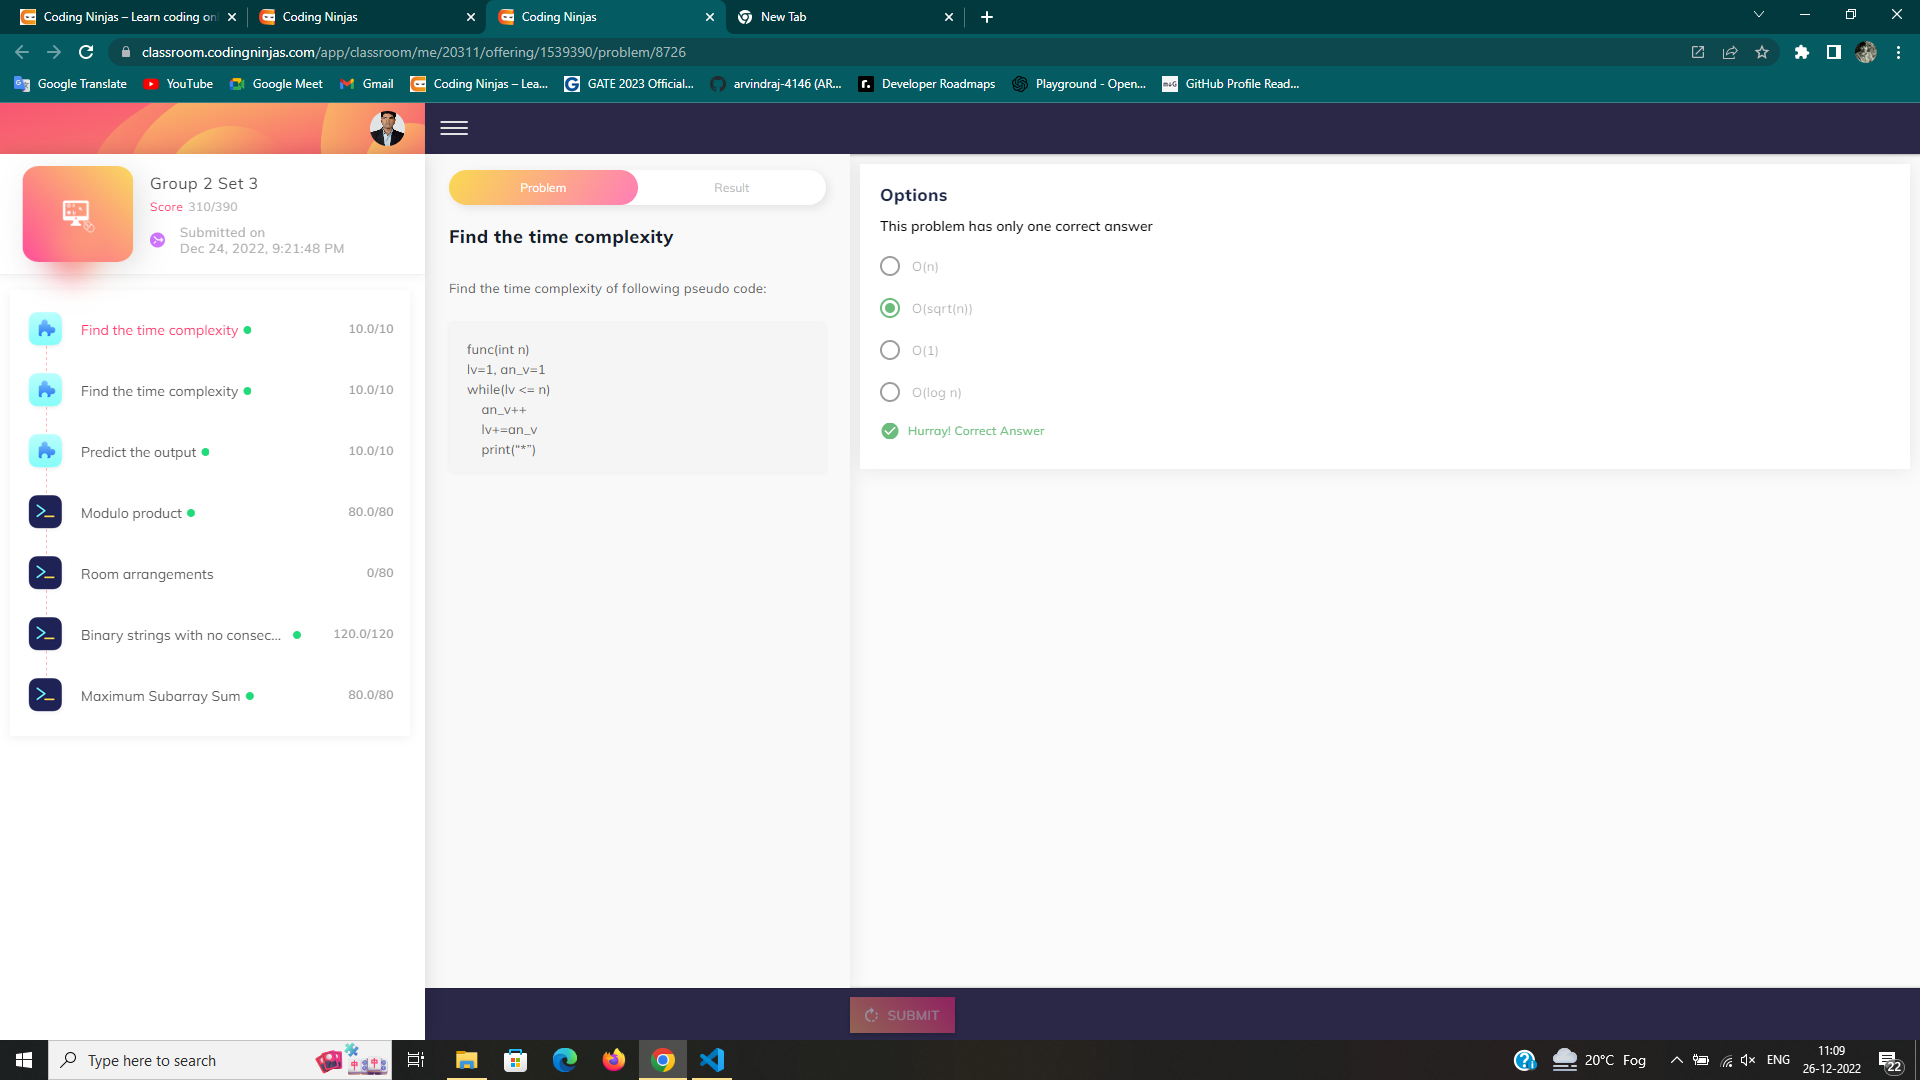 Coding Ninjas – Learn coding onl
Coding Ninjas
Coding Ninjas
New Tab
classroom.codingninjas.com/app/classroom/me/20311/offering/1539390/problem/8726
Google Translate
YouTube
Google Meet
Gmail
Coding Ninjas – Lea...
GATE 2023 Official...
arvindraj-4146 (AR...
Developer Roadmaps
Playground - Open...
GitHub Profile Read...
Group 2 Set 3
Score 310/390
Submitted on
Dec 24, 2022, 9:21:48 PM
Find the time complexity 10.0/10
Find the time complexity 10.0/10
Predict the output 10.0/10
Modulo product 80.0/80
Room arrangements 0/80
Binary strings with no consec... 120.0/120
Maximum Subarray Sum 80.0/80
Problem
Result
Find the time complexity
Find the time complexity of following pseudo code:
func(int n)
lv=1, an_v=1
while(lv <= n)
an_v++
lv+=an_v
print(“*”)
Options
This problem has only one correct answer
O(n)
O(sqrt(n))
O(1)
O(log n)
Hurray! Correct Answer
SUBMIT
Type here to search
20°C Fog
ENG
11:09
26-12-2022
22